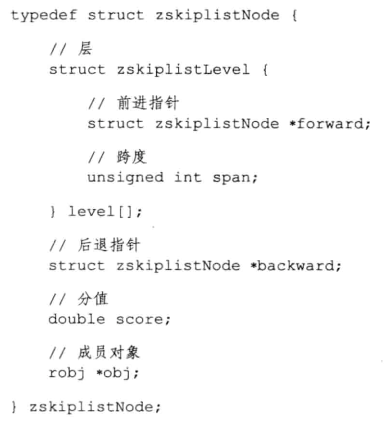 typedef struct zskiplistNode {
// 层
struct zskiplistLevel {
// 前进指针
struct zskiplistNode *forward;
// 跨度
unsigned int span;
} level[];
// 后退指针
struct zskiplistNode *backward;
// 分值
double score;
// 成员对象
robj *obj;
} zskiplistNode;